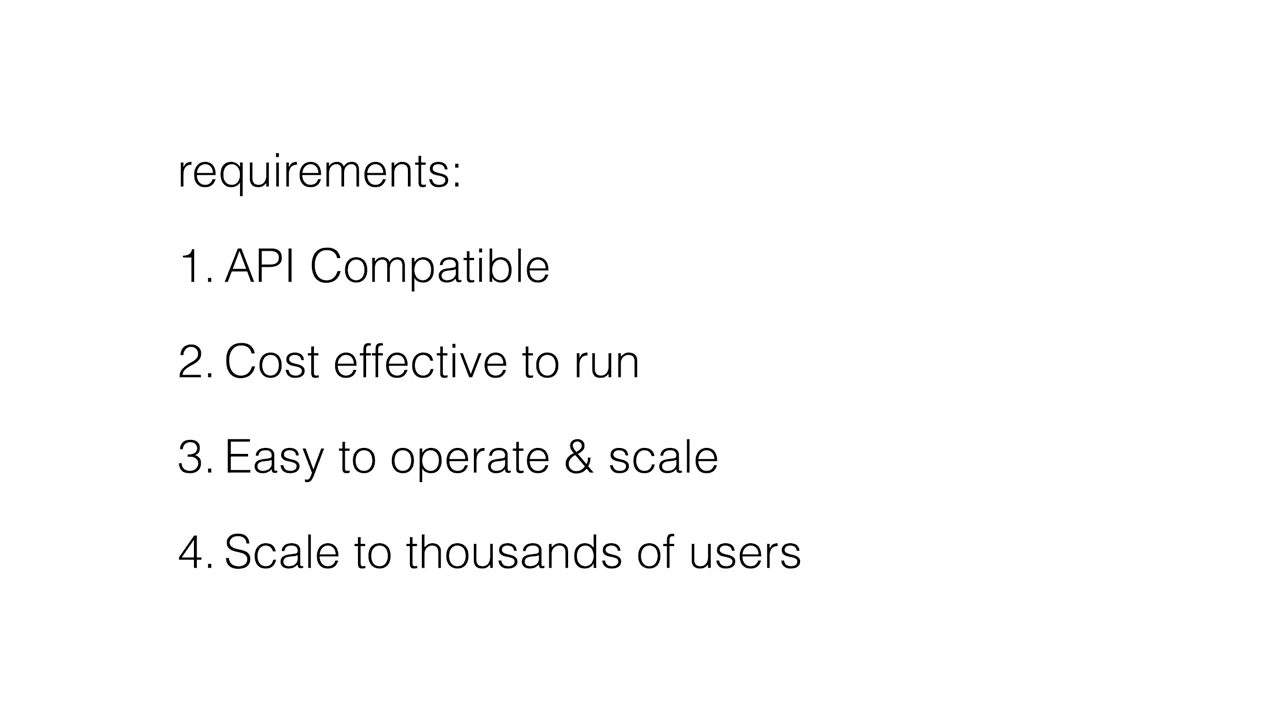 requirements:
1. API Compatible
2. Cost effective to run
3. Easy to operate & scale
4. Scale to thousands of users